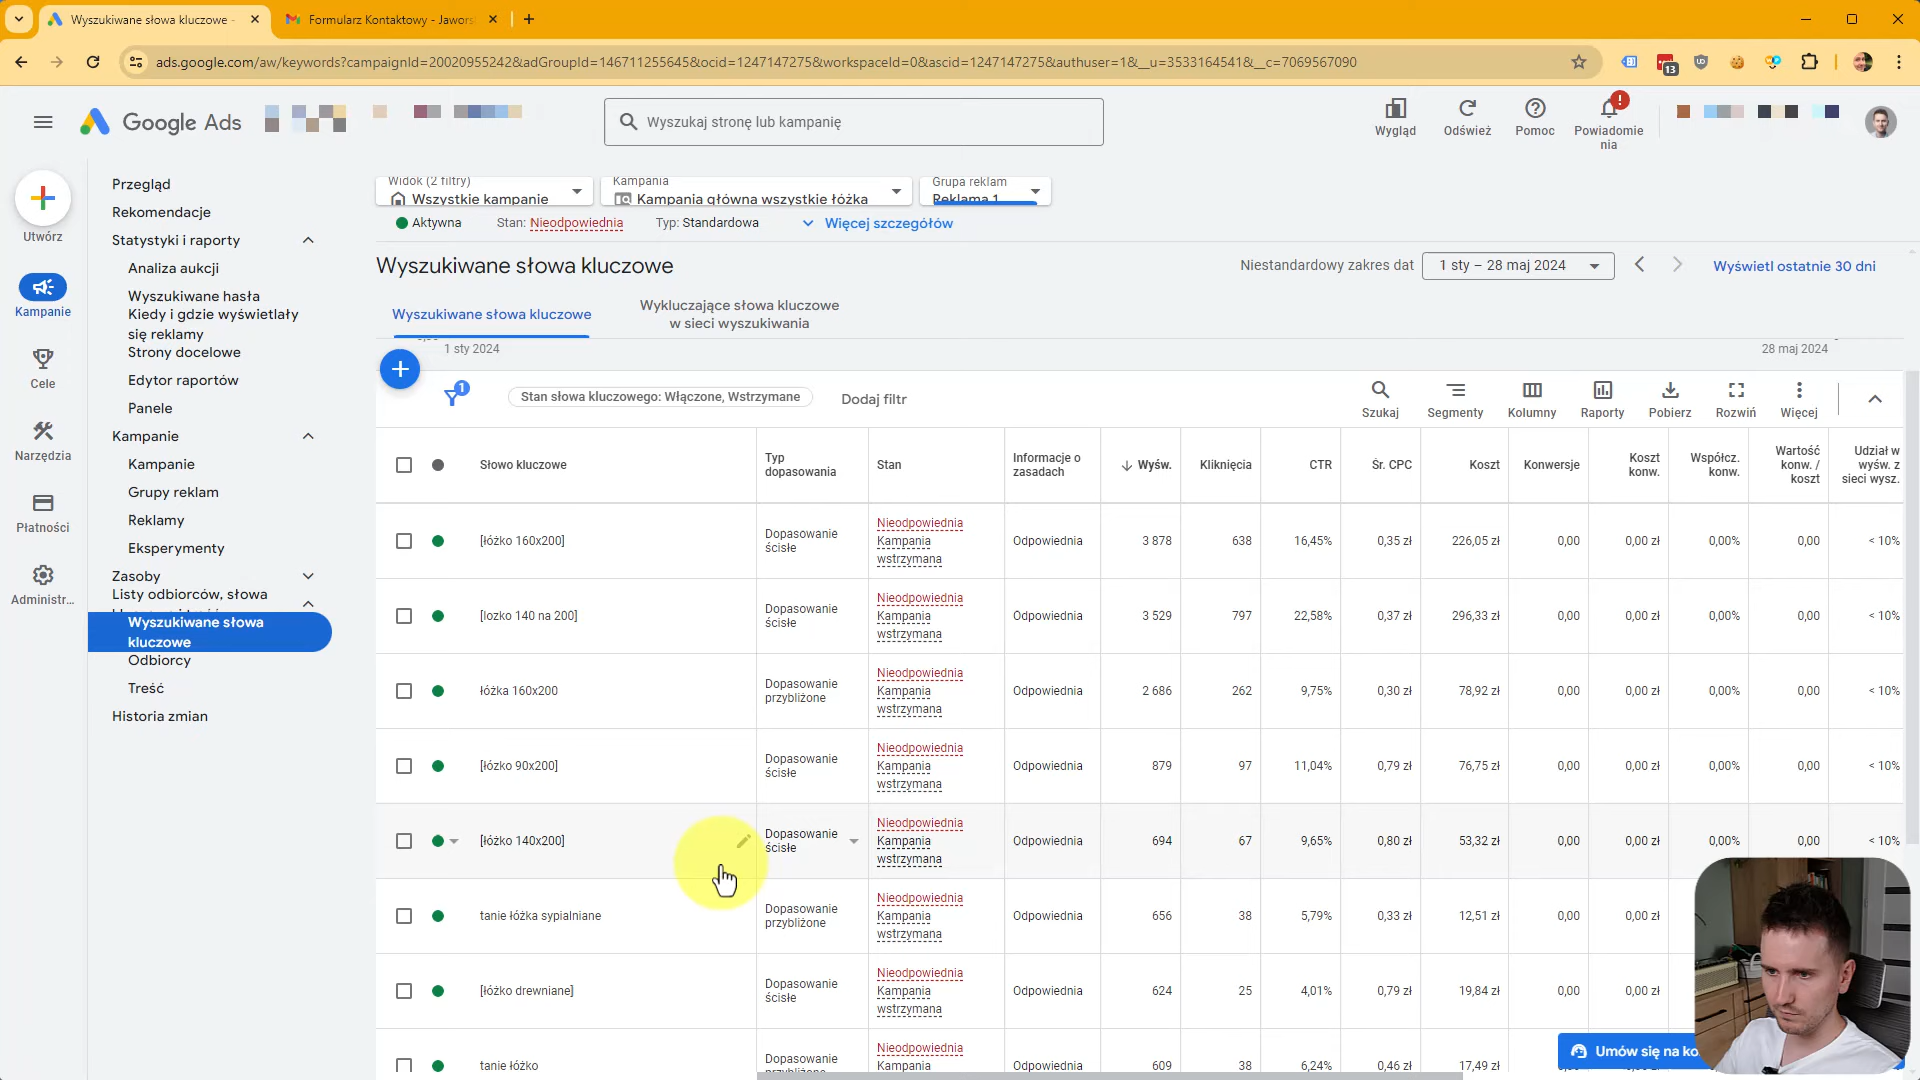 Wyszukiwane słowa kluczowe -
Formularz Kontaktowy - Jawors
ads.google.com/aw/keywords?campaignId=20020955242&adGroupId=146711255645&ocid=1247147275&workspaceId=0&ascid=1247147275&authuser=1&__u=3533164541&__c=7069567090
13
Google Ads
Wyszukaj stronę lub kampanię
Wygląd
Odśwież
Pomoc
Powiadomie
nia
Utwórz
Kampanie
Cele
Narzędzia
Płatności
Administr...
Przegląd
Rekomendacje
Statystyki i raporty
Analiza aukcji
Wyszukiwane hasła
Kiedy i gdzie wyświetlały
się reklamy
Strony docelowe
Edytor raportów
Panele
Kampanie
Kampanie
Grupy reklam
Reklamy
Eksperymenty
Zasoby
Listy odbiorców, słowa
Wyszukiwane słowa
kluczowe
Odbiorcy
Treść
Historia zmian
Widok (2 filtry)
Wszystkie kampanie
Kampania
Kampania główna wszystkie łóżka
Grupa reklam
Reklama 1
Aktywna
Stan: Nieodpowiednia
Typ: Standardowa
Więcej szczegółów
Wyszukiwane słowa kluczowe
Niestandardowy zakres dat
1 sty – 28 maj 2024
Wyświetl ostatnie 30 dni
Wyszukiwane słowa kluczowe
Wykluczające słowa kluczowe
w sieci wyszukiwania
1 sty 2024
28 maj 2024
1
Stan słowa kluczowego: Włączone, Wstrzymane
Dodaj filtr
Szukaj
Segmenty
Kolumny
Raporty
Pobierz
Rozwiń
Więcej
Słowo kluczowe
Typ
dopasowania
Stan
Informacje o
zasadach
Wyśw.
Kliknięcia
CTR
Śr. CPC
Koszt
Konwersje
Koszt
konw.
Współcz.
konw.
Wartość
konw. /
koszt
Udział w
wyśw. z
sieci wysz.
[łóżko 160x200]
Dopasowanie
ścisłe
Nieodpowiednia
Kampania
wstrzymana
Odpowiednia
3 878
638
16,45%
0,35 zł
226,05 zł
0,00
0,00 zł
0,00%
0,00
< 10%
[lozko 140 na 200]
Dopasowanie
ścisłe
Nieodpowiednia
Kampania
wstrzymana
Odpowiednia
3 529
797
22,58%
0,37 zł
296,33 zł
0,00
0,00 zł
0,00%
0,00
< 10%
łóżka 160x200
Dopasowanie
przybliżone
Nieodpowiednia
Kampania
wstrzymana
Odpowiednia
2 686
262
9,75%
0,30 zł
78,92 zł
0,00
0,00 zł
0,00%
0,00
< 10%
[łózko 90x200]
Dopasowanie
ścisłe
Nieodpowiednia
Kampania
wstrzymana
Odpowiednia
879
97
11,04%
0,79 zł
76,75 zł
0,00
0,00 zł
0,00%
0,00
< 10%
[łóżko 140x200]
Dopasowanie
ścisłe
Nieodpowiednia
Kampania
wstrzymana
Odpowiednia
694
67
9,65%
0,80 zł
53,32 zł
0,00
0,00 zł
0,00%
0,00
< 10%
tanie łóżka sypialniane
Dopasowanie
przybliżone
Nieodpowiednia
Kampania
wstrzymana
Odpowiednia
656
38
5,79%
0,33 zł
12,51 zł
0,00
0,00 zł
[łóżko drewniane]
Dopasowanie
ścisłe
Nieodpowiednia
Kampania
wstrzymana
Odpowiednia
624
25
4,01%
0,79 zł
19,84 zł
0,00
0,00 zł
tanie łóżko
Dopasowanie
przybliżone
Nieodpowiednia
Kampania
Odpowiednia
609
38
6,24%
0,46 zł
17,49 zł
Umów się na ko